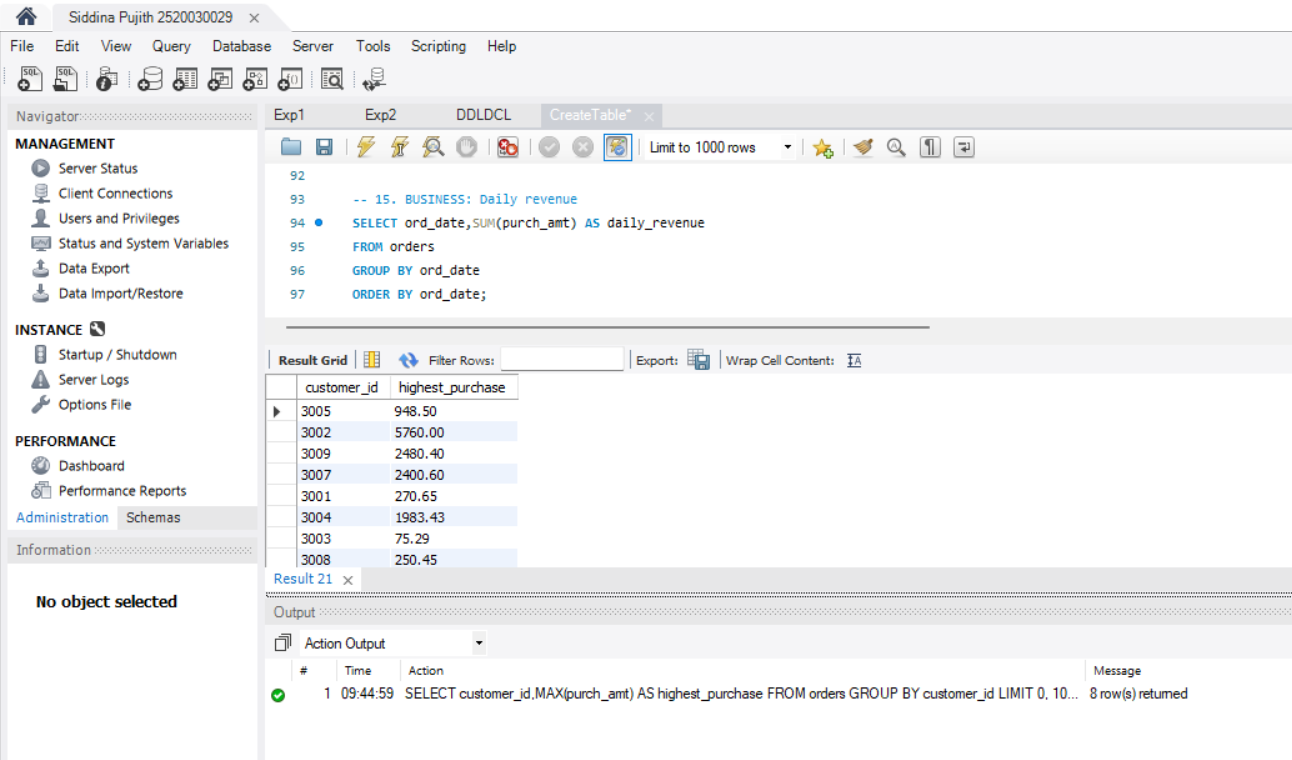 Siddina Pujith 2520030029
File Edit View Query Database Server Tools Scripting Help
Navigator
MANAGEMENT
Server Status
Client Connections
Users and Privileges
Status and System Variables
Data Export
Data Import/Restore
INSTANCE
Startup / Shutdown
Server Logs
Options File
PERFORMANCE
Dashboard
Performance Reports
Administration Schemas
Information
No object selected
Exp1 Exp2 DDLDCL CreateTable*
Limit to 1000 rows
92
93 -- 15. BUSINESS: Daily revenue
94 SELECT ord_date,SUM(purch_amt) AS daily_revenue
95 FROM orders
96 GROUP BY ord_date
97 ORDER BY ord_date;
Result Grid Filter Rows: Export: Wrap Cell Content:
customer_id highest_purchase
3005 948.50
3002 5760.00
3009 2480.40
3007 2400.60
3001 270.65
3004 1983.43
3003 75.29
3008 250.45
Result 21
Output
Action Output
# Time Action Message
1 09:44:59 SELECT customer_id,MAX(purch_amt) AS highest_purchase FROM orders GROUP BY customer_id LIMIT 0, 10... 8 row(s) returned